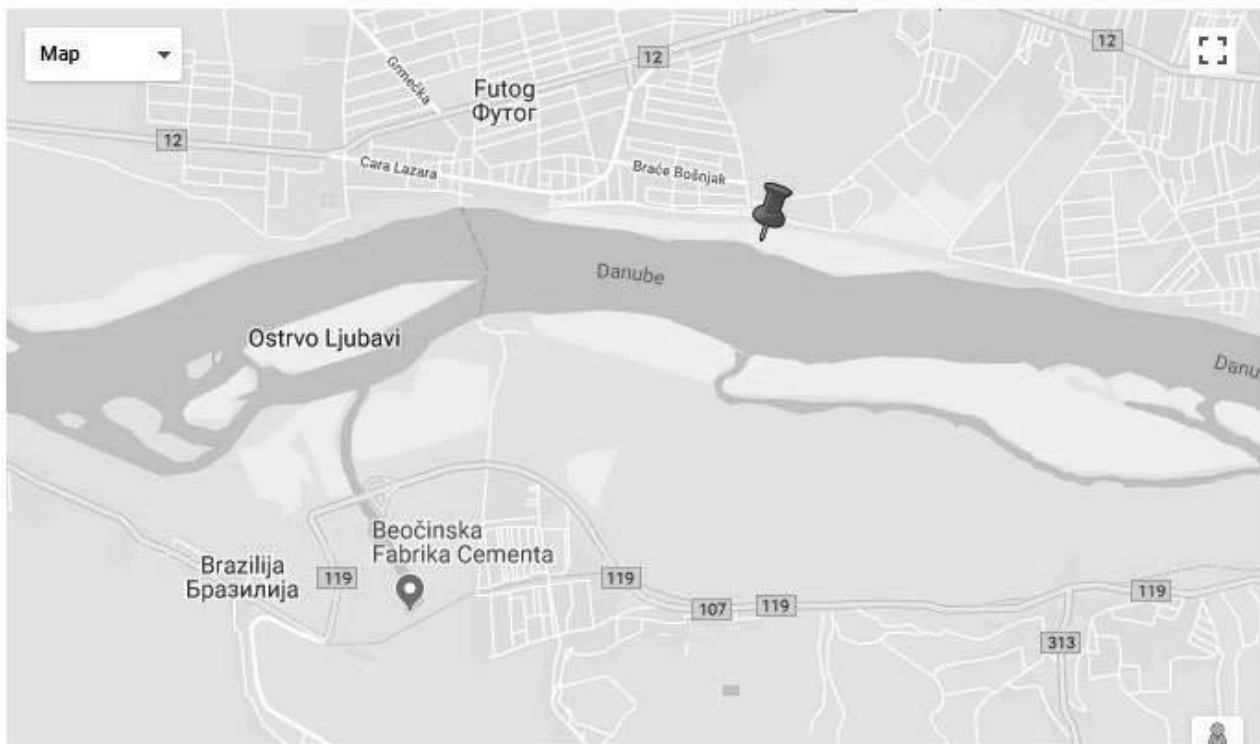 Map
12
12
Grmečka
Futog
Футог
12
Cara Lazara
Braće Bošnjak
Danube
Ostrvo Ljubavi
Beočinska
Fabrika Cementa
Brazilija
Бразилија
119
119
107
119
119
313